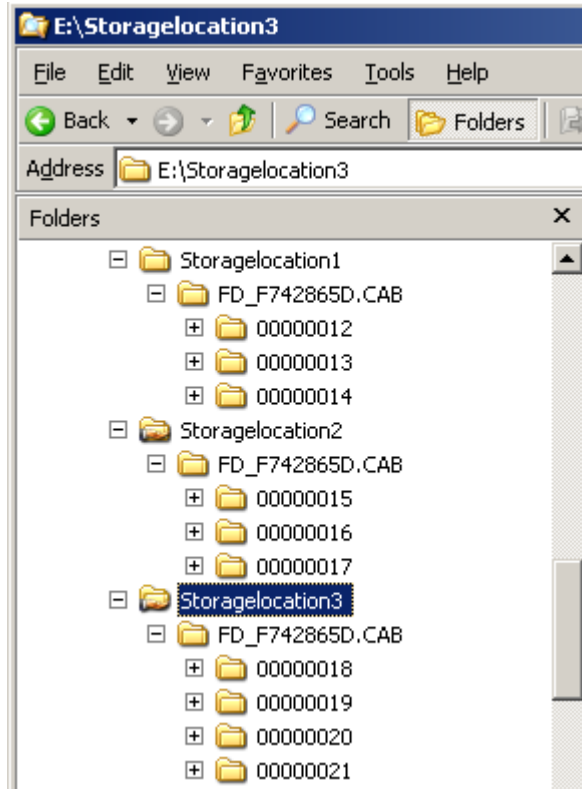 E:\Storagelocation3
File Edit View Favorites Tools Help
Back Search Folders
Address E:\Storagelocation3
Folders
Storagelocation1
FD_F742865D.CAB
00000012
00000013
00000014
Storagelocation2
FD_F742865D.CAB
00000015
00000016
00000017
Storagelocation3
FD_F742865D.CAB
00000018
00000019
00000020
00000021